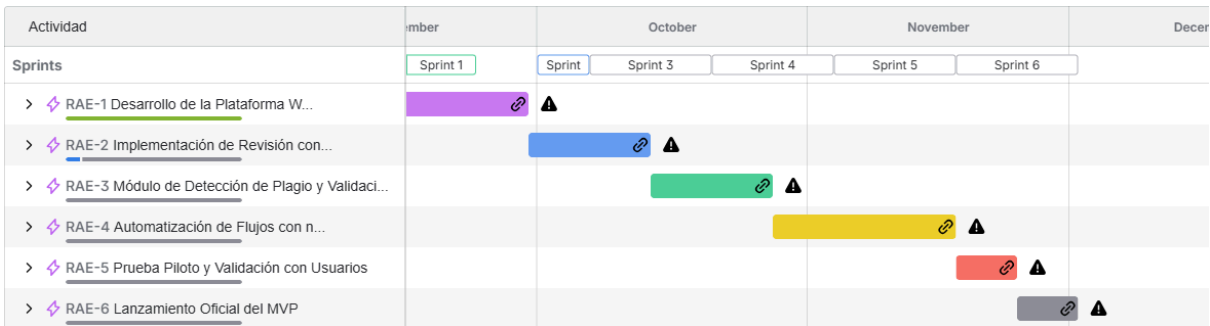 Actividad ember October November Decer
Sprints Sprint 1 Sprint Sprint 3 Sprint 4 Sprint 5 Sprint 6
RAE-1 Desarrollo de la Plataforma W...
RAE-2 Implementación de Revisión con...
RAE-3 Módulo de Detección de Plagio y Validaci...
RAE-4 Automatización de Flujos con n...
RAE-5 Prueba Piloto y Validación con Usuarios
RAE-6 Lanzamiento Oficial del MVP